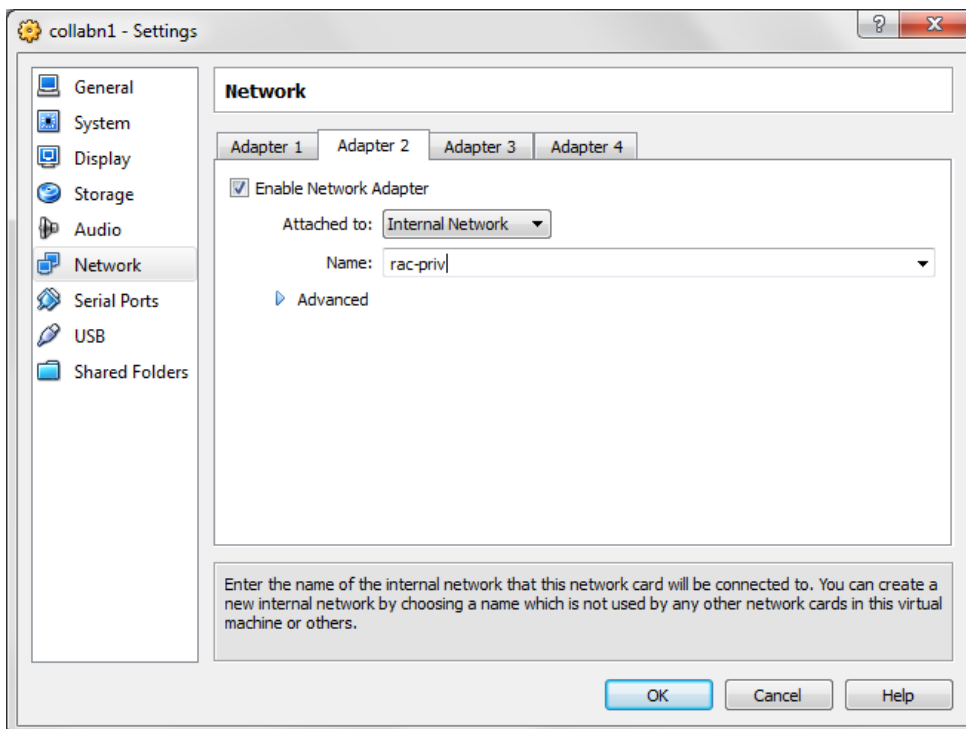 collabn1 - Settings
?
X
General
System
Display
Storage
Audio
Network
Serial Ports
USB
Shared Folders
Network
Adapter 1 Adapter 2 Adapter 3 Adapter 4
Enable Network Adapter
Attached to: Internal Network
Name: rac-priv
Advanced
Enter the name of the internal network that this network card will be connected to. You can create a
new internal network by choosing a name which is not used by any other network cards in this virtual
machine or others.
OK Cancel Help